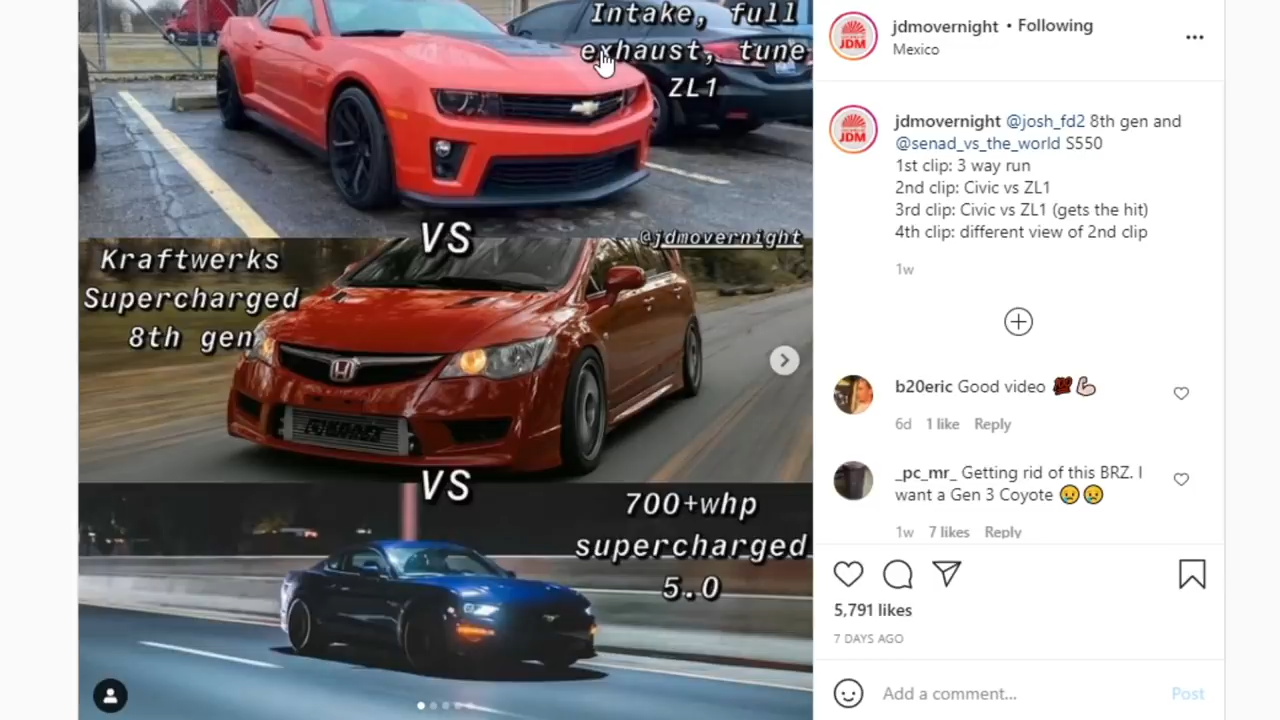 Intake, full
exhaust, tune
ZL1
VS
@jdmovernight
Kraftwerks
Supercharged
8th gen
VS
700+whp
supercharged
5.0
JDM
jdmovernight • Following
Mexico
JDM
jdmovernight @josh_fd2 8th gen and
@senad_vs_the_world S550
1st clip: 3 way run
2nd clip: Civic vs ZL1
3rd clip: Civic vs ZL1 (gets the hit)
4th clip: different view of 2nd clip
1w
b20eric Good video 💯💪🏻
6d 1 like Reply
_pc_mr_ Getting rid of this BRZ. I
want a Gen 3 Coyote 😢😢
1w 7 likes Reply
5,791 likes
7 DAYS AGO
Add a comment... Post